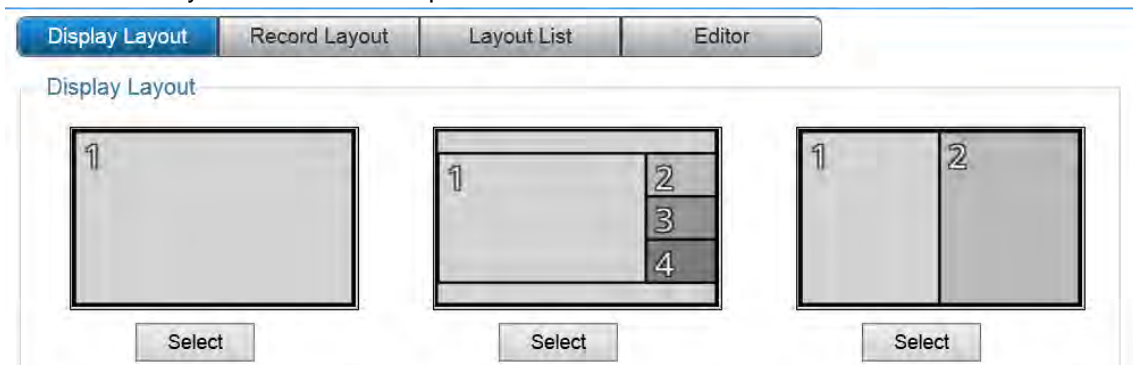 Display Layout Record Layout Layout List Editor
Display Layout
1 1 2 1 2
3
4
Select Select Select